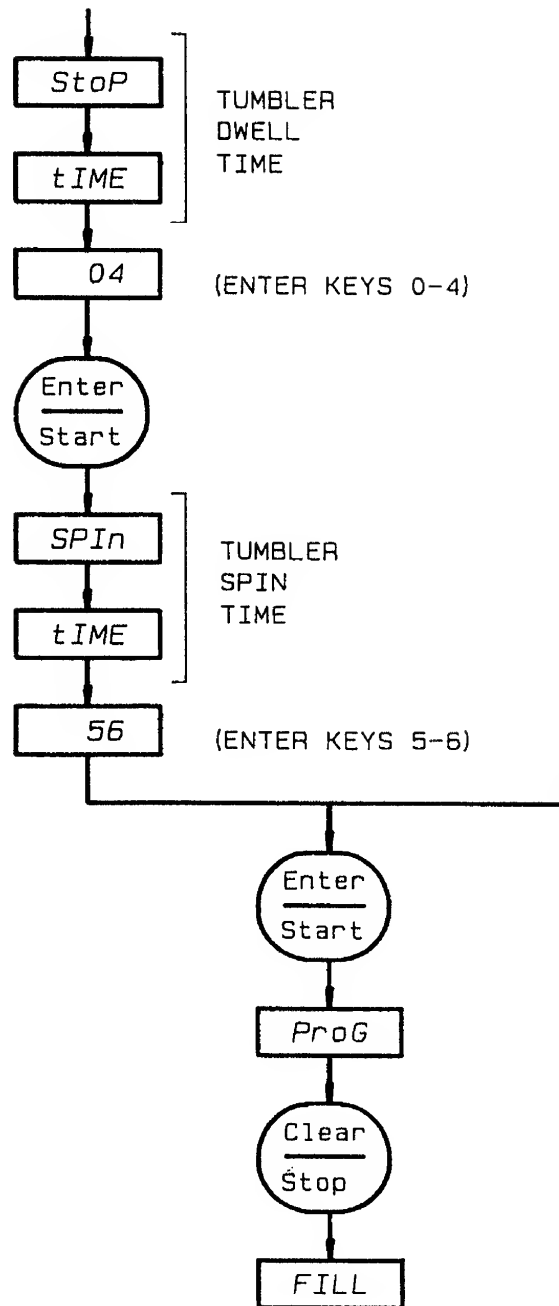 StoP
TUMBLER
DWELL
TIME
tIME
04
(ENTER KEYS 0-4)
Enter
Start
SPIn
TUMBLER
SPIN
TIME
tIME
56
(ENTER KEYS 5-6)
Enter
Start
ProG
Clear
Stop
FILL